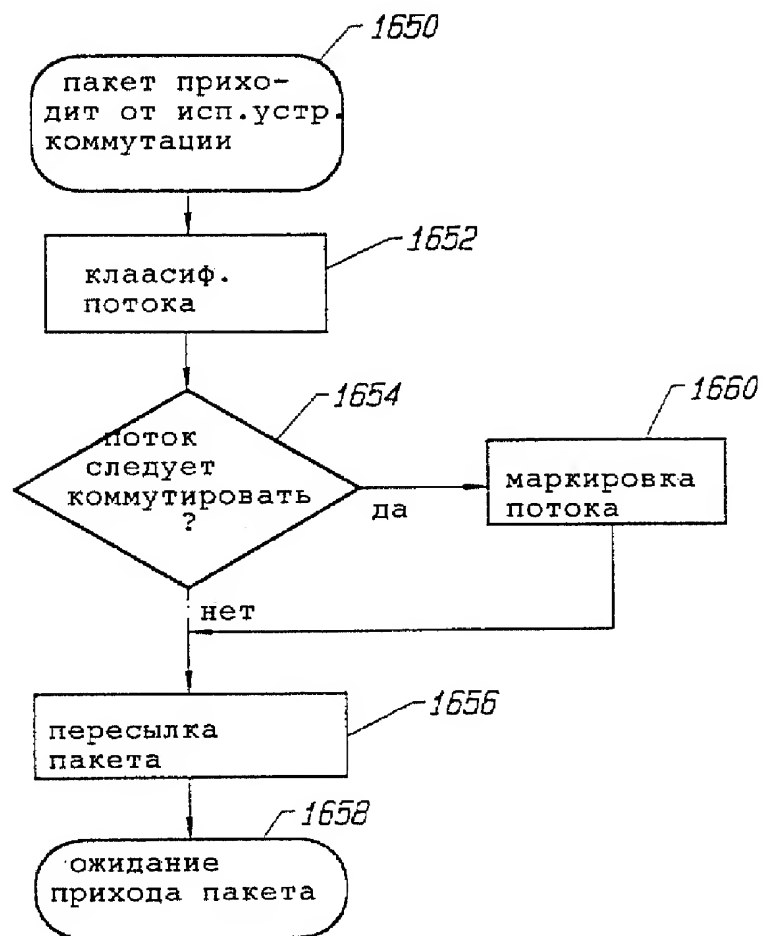 1650
пакет прихо-
дит от исп.устр.
коммутации
1652
клаасиф.
потока
1654
поток
следует
коммутировать
?
да
1660
маркировка
потока
нет
1656
пересылка
пакета
1658
ожидание
прихода пакета